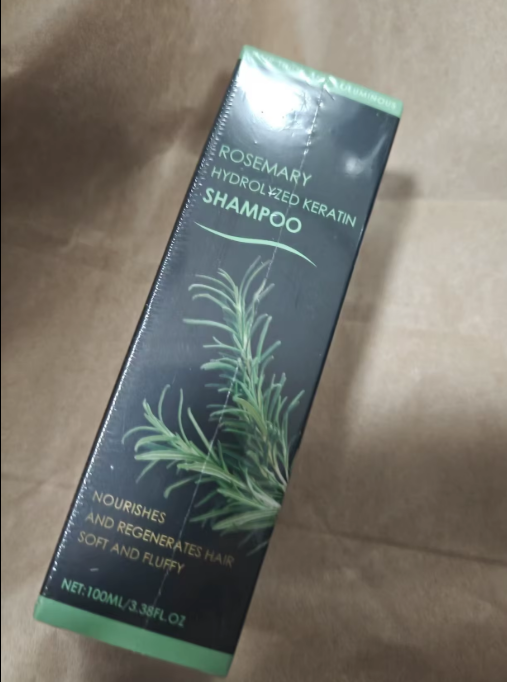 ROSEMARY
HYDROLYZED KERATIN
SHAMPOO
NOURISHES
AND REGENERATES HAIR
SOFT AND FLUFFY
NET:100ML/3.38FL.OZ